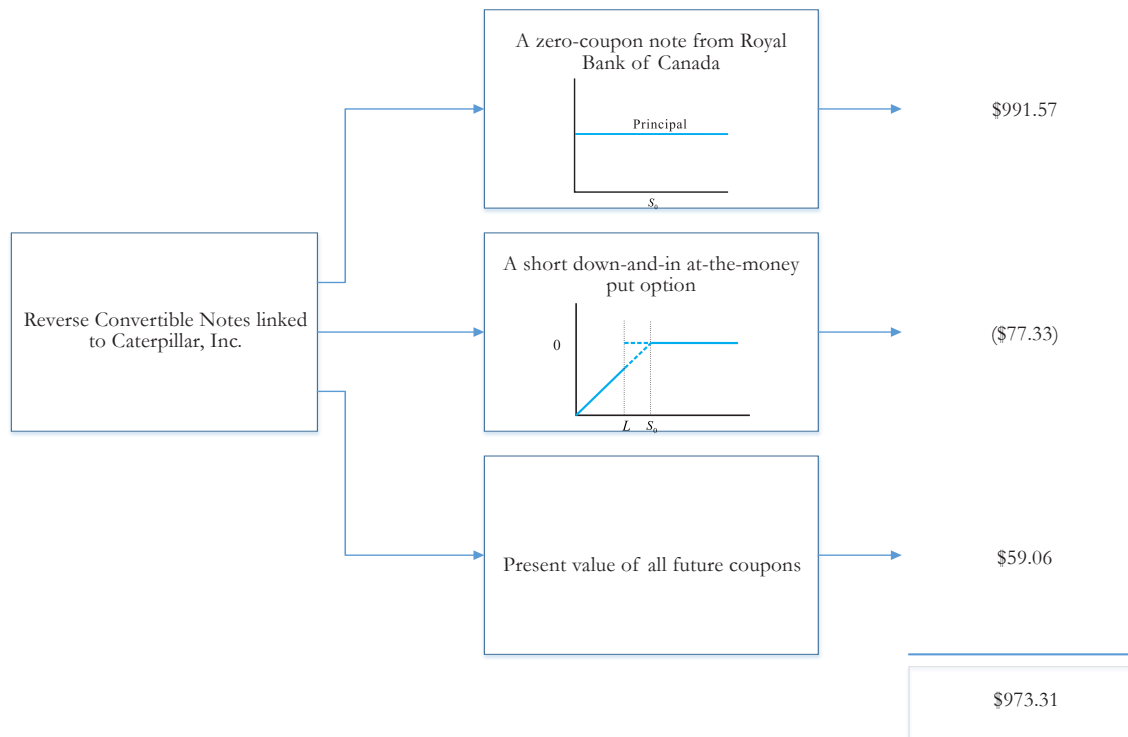 A zero-coupon note from Royal
Bank of Canada
Principal
S₀
$991.57
Reverse Convertible Notes linked
to Caterpillar, Inc.
A short down-and-in at-the-money
put option
0
L S₀
($77.33)
Present value of all future coupons
$59.06
$973.31